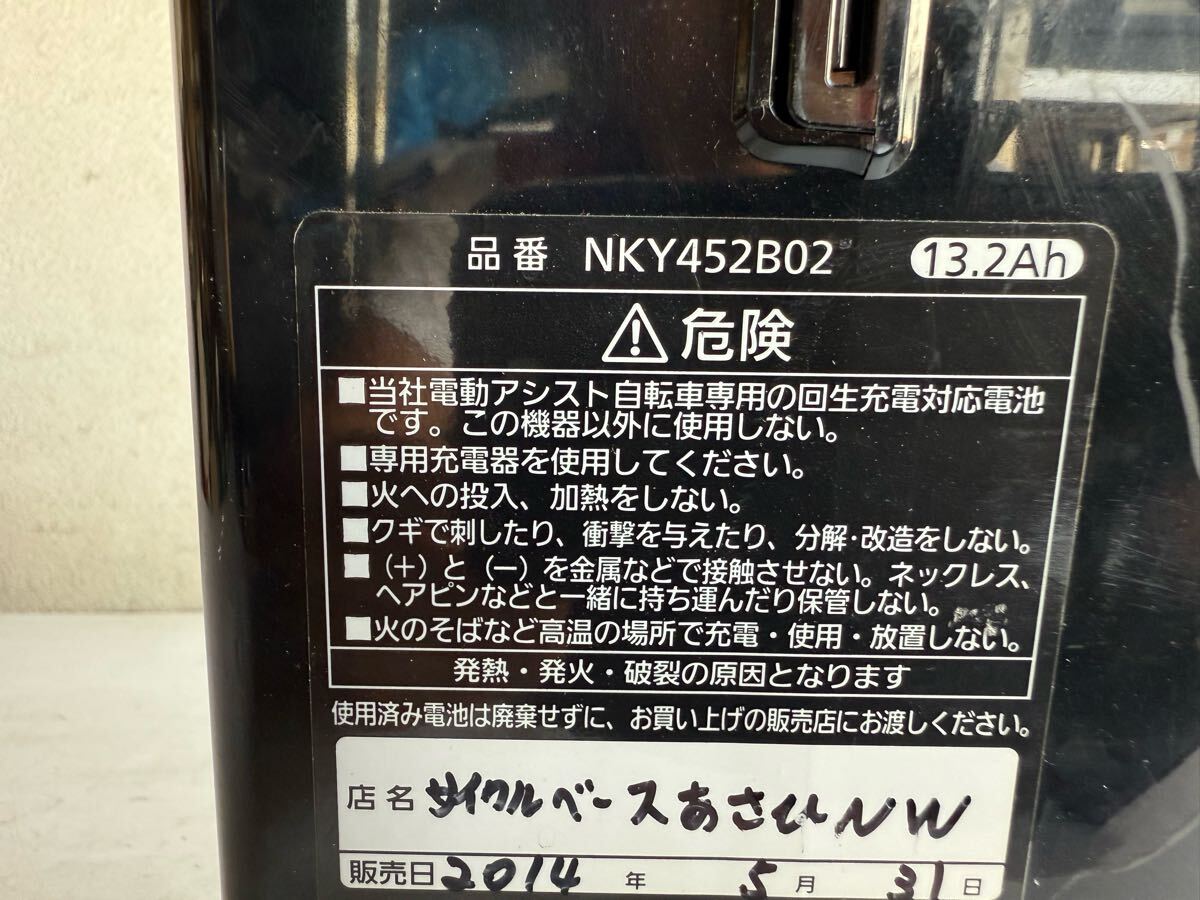 品番 NKY452B02 13.2Ah
危険
■当社電動アシスト自転車専用の回生充電対応電池
です。この機器以外に使用しない。
■専用充電器を使用してください。
■火への投入、加熱をしない。
■クギで刺したり、衝撃を与えたり、分解・改造をしない。
■(+)と(−)を金属などで接触させない。ネックレス、
ヘアピンなどと一緒に持ち運んだり保管しない。
■火のそばなど高温の場所で充電・使用・放置しない。
発熱・発火・破裂の原因となります
使用済み電池は廃棄せずに、お買い上げの販売店にお渡しください。
店名 サイクルベースあさひNW
販売日 2014 年 5 月 31 日